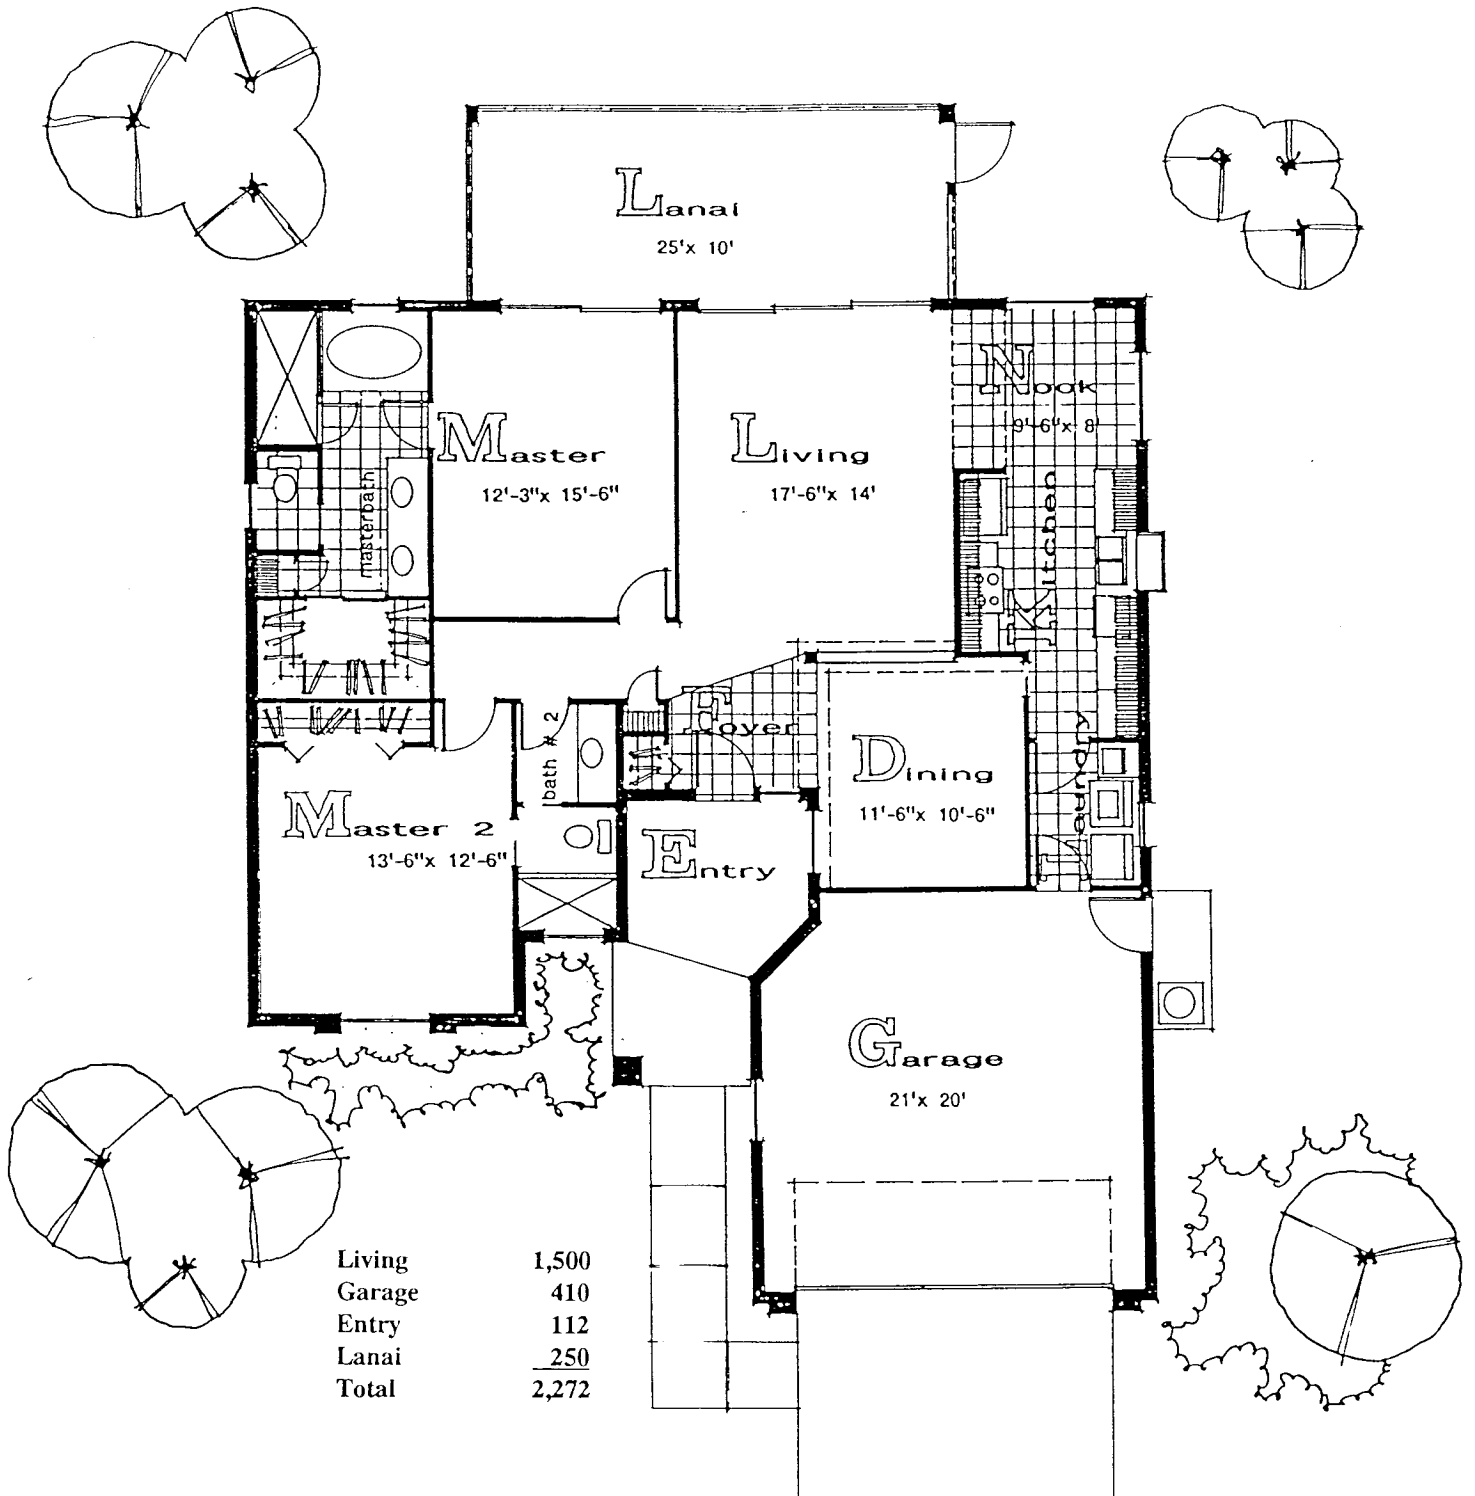 Lanai
25'x 10'
Nook
9'-6"x 8'
Master
12'-3"x 15'-6"
Living
17'-6"x 14'
masterbath
Kitchen
Foyer
bath # 2
Dining
11'-6"x 10'-6"
Laundry
Master 2
13'-6"x 12'-6"
Entry
Garage
21'x 20'
Living 1,500
Garage 410
Entry 112
Lanai 250
Total 2,272